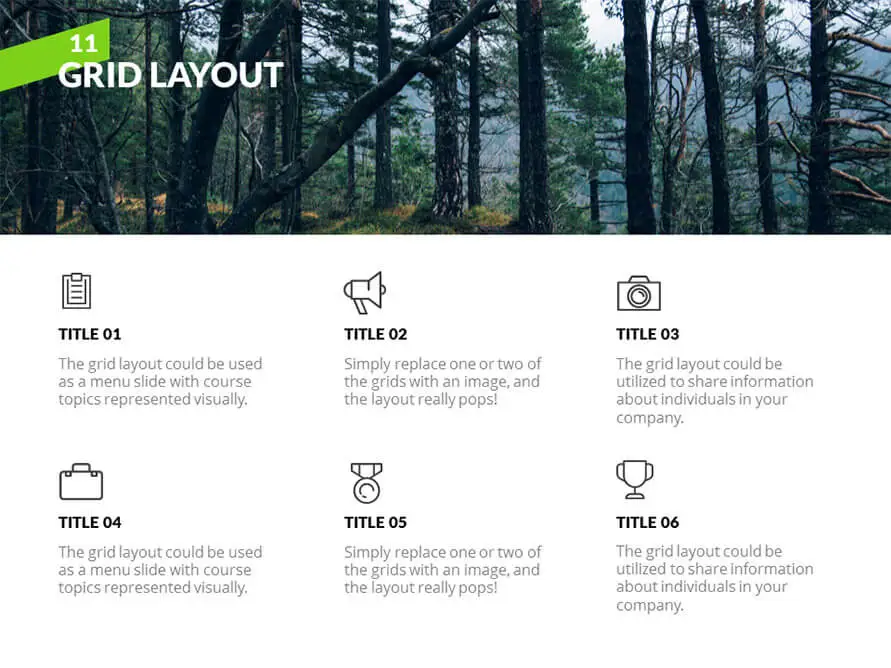 11
GRID LAYOUT
TITLE 01
The grid layout could be used
as a menu slide with course
topics represented visually.
TITLE 02
Simply replace one or two of
the grids with an image, and
the layout really pops!
TITLE 03
The grid layout could be
utilized to share information
about individuals in your
company.
TITLE 04
The grid layout could be used
as a menu slide with course
topics represented visually.
TITLE 05
Simply replace one or two of
the grids with an image, and
the layout really pops!
TITLE 06
The grid layout could be
utilized to share information
about individuals in your
company.